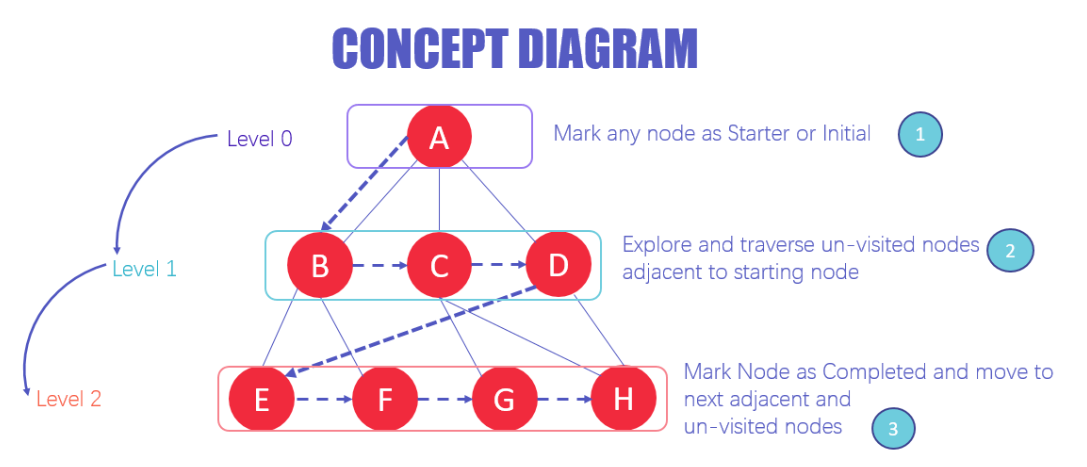 CONCEPT DIAGRAM
Level 0
A
Mark any node as Starter or Initial
1
Level 1
B
C
D
Explore and traverse un-visited nodes
adjacent to starting node
2
Level 2
E
F
G
H
Mark Node as Completed and move to
next adjacent and
un-visited nodes
3